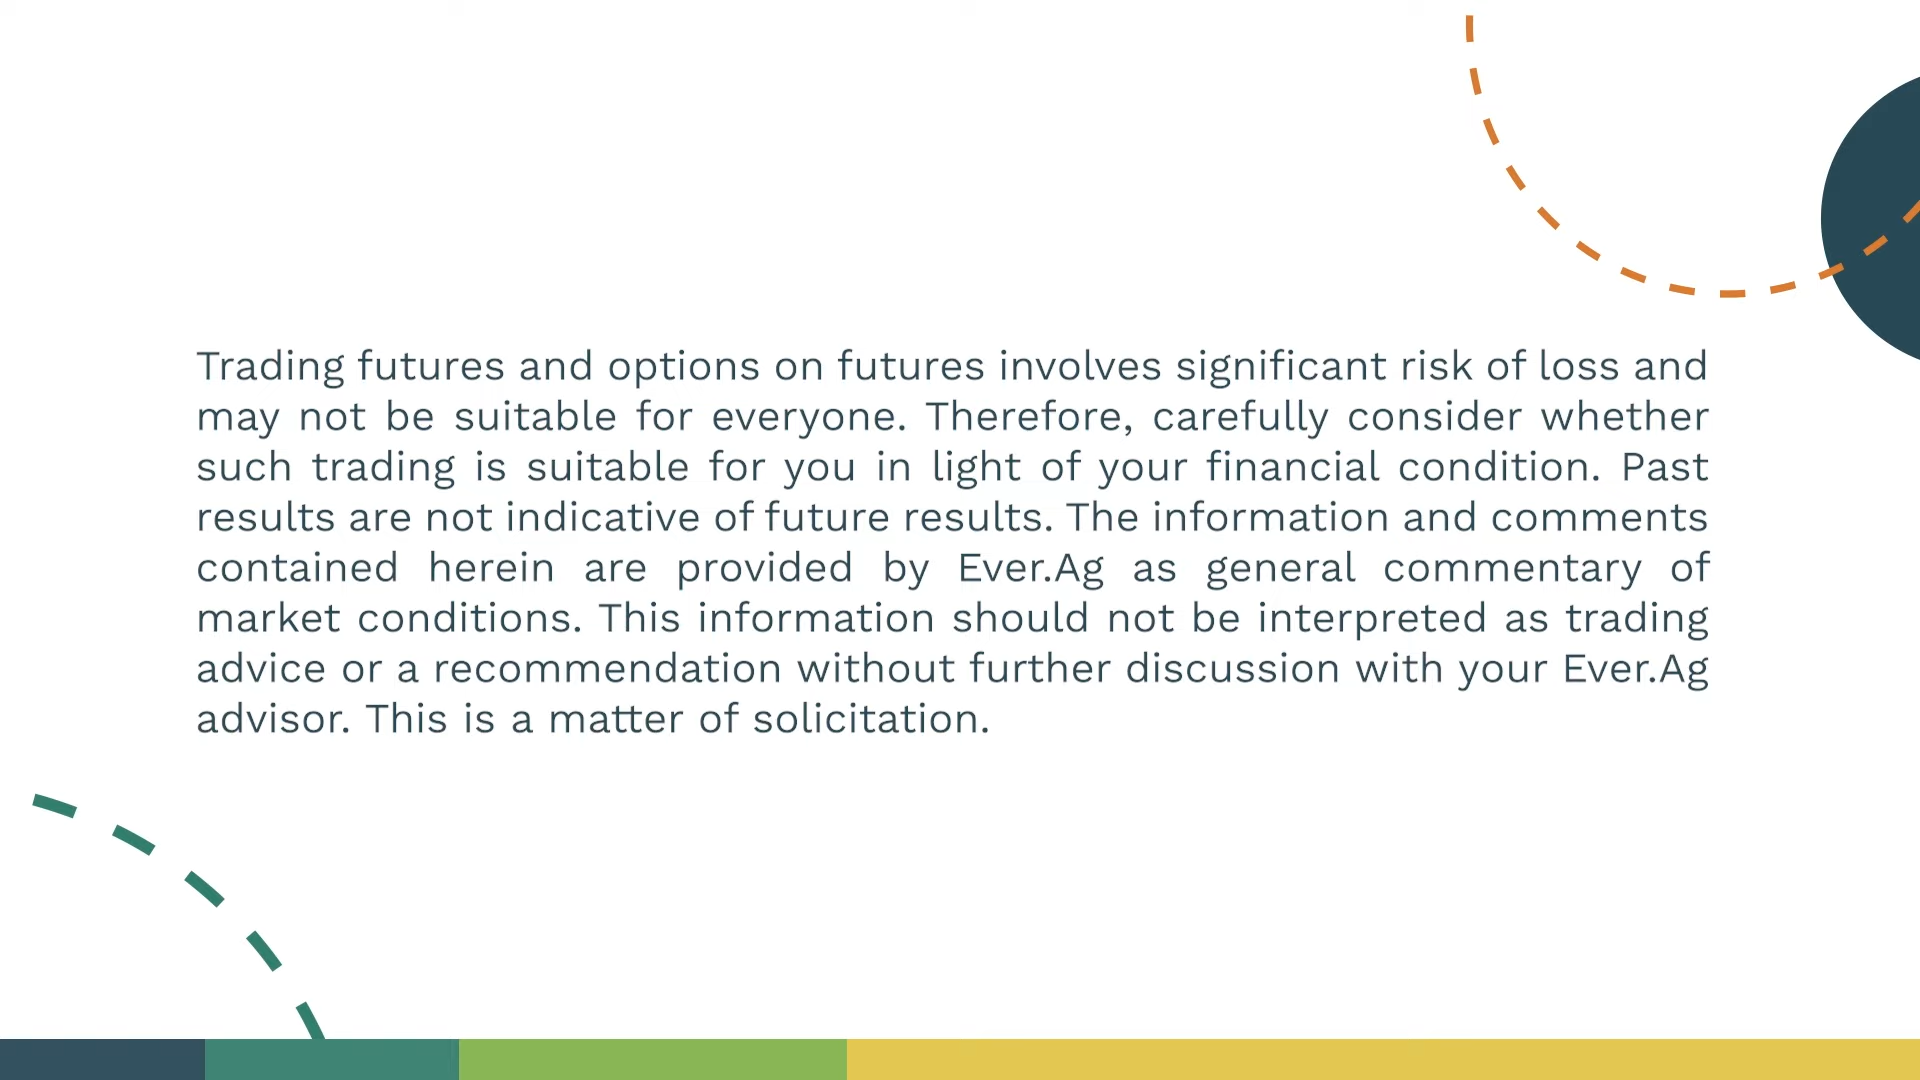 Trading futures and options on futures involves significant risk of loss and
may not be suitable for everyone. Therefore, carefully consider whether
such trading is suitable for you in light of your financial condition. Past
results are not indicative of future results. The information and comments
contained herein are provided by Ever.Ag as general commentary of
market conditions. This information should not be interpreted as trading
advice or a recommendation without further discussion with your Ever.Ag
advisor. This is a matter of solicitation.